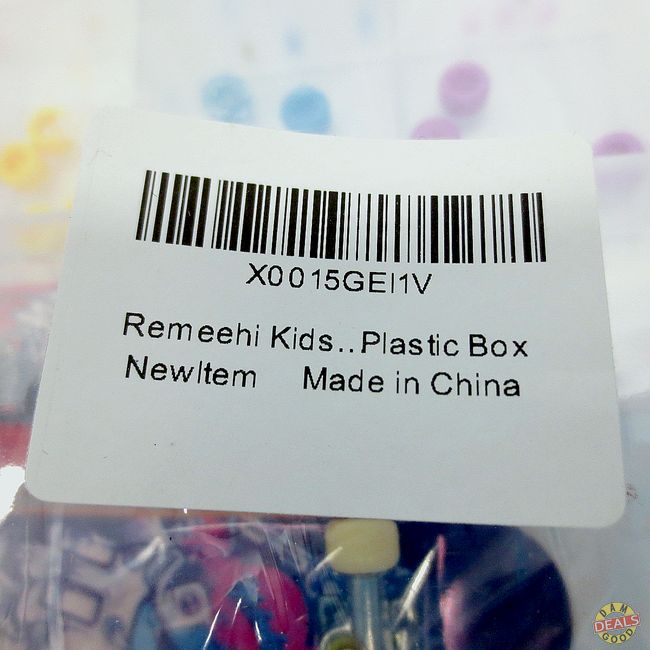 X0015GEI1V
Remeehi Kids..Plastic Box
NewItem Made in China
DAM
DEALS
GOOD